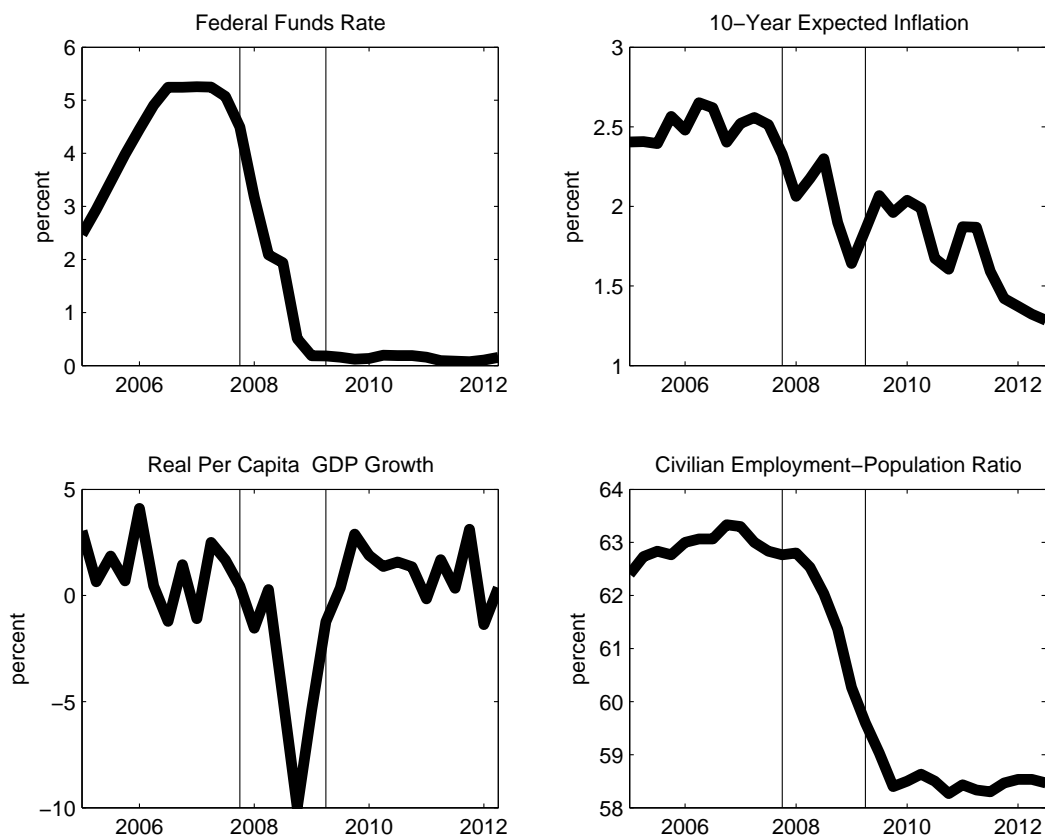 Federal Funds Rate
6
5
4
3
2
1
0
percent
2006 2008 2010 2012
10−Year Expected Inflation
3
2.5
2
1.5
1
percent
2006 2008 2010 2012
Real Per Capita  GDP Growth
5
0
−5
−10
percent
2006 2008 2010 2012
Civilian Employment−Population Ratio
64
63
62
61
60
59
58
percent
2006 2008 2010 2012